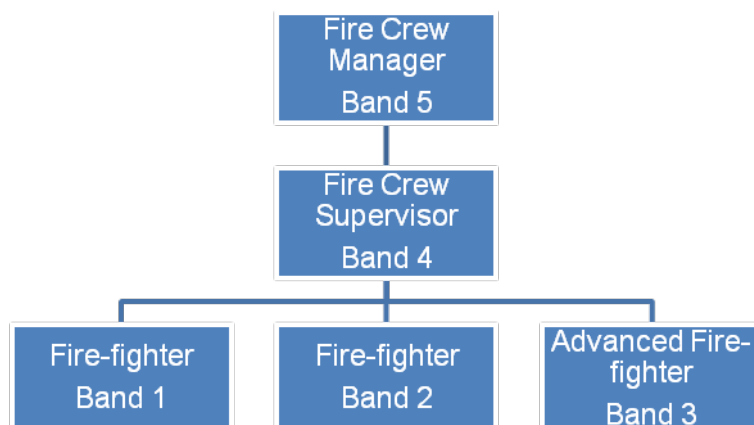 Fire Crew
Manager
Band 5
Fire Crew
Supervisor
Band 4
Fire-fighter
Band 1
Fire-fighter
Band 2
Advanced Fire-
fighter
Band 3